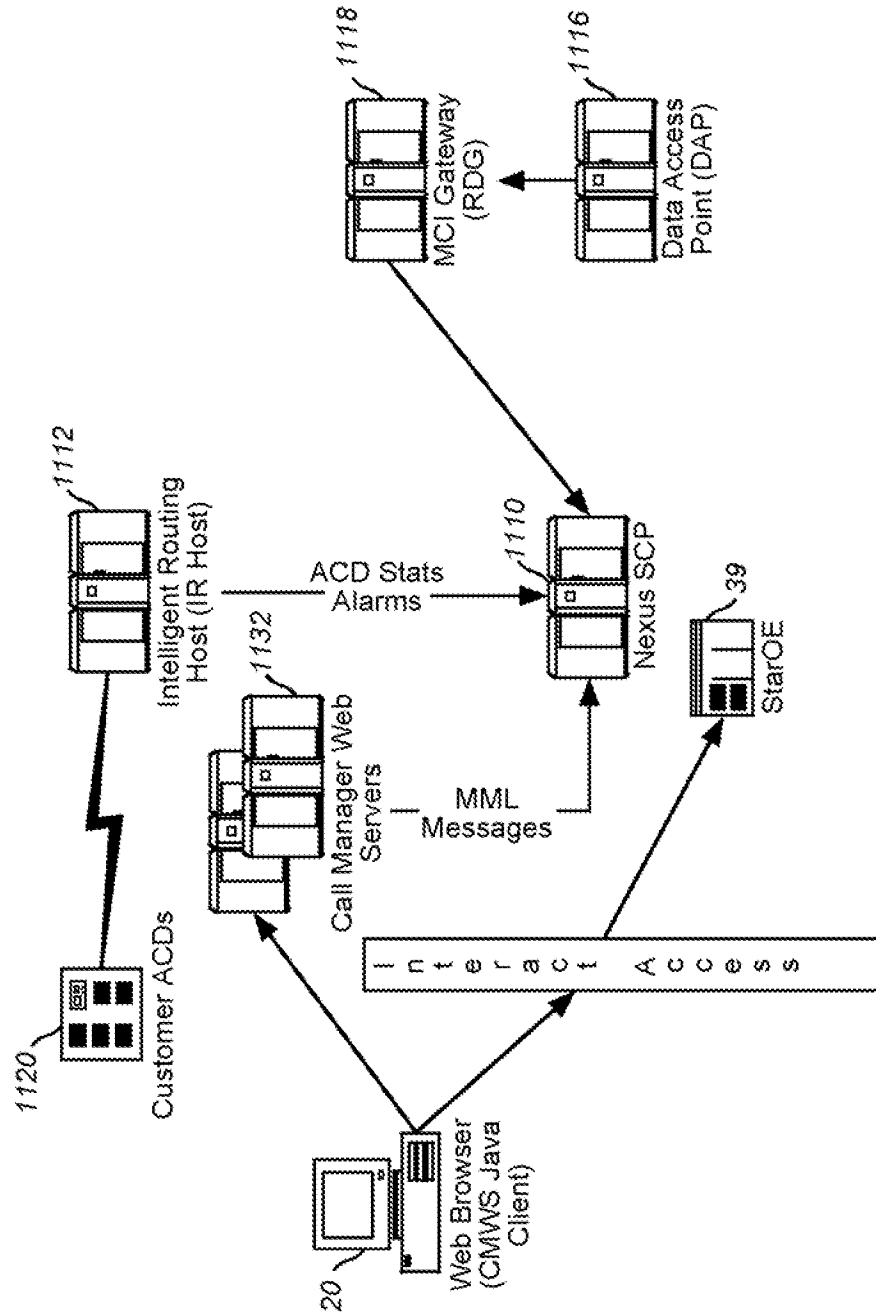 1120
Customer ACDs
1112
Intelligent Routing
Host (IR Host)
1118
MCI Gateway
(RDG)
1132
Call Manager Web
Servers
ACD Stats
Alarms
20
Web Browser
(CMWS Java
Client)
MML
Messages
1110
Nexus SCP
1116
Data Access
Point (DAP)
Interact Access
39
StarOE